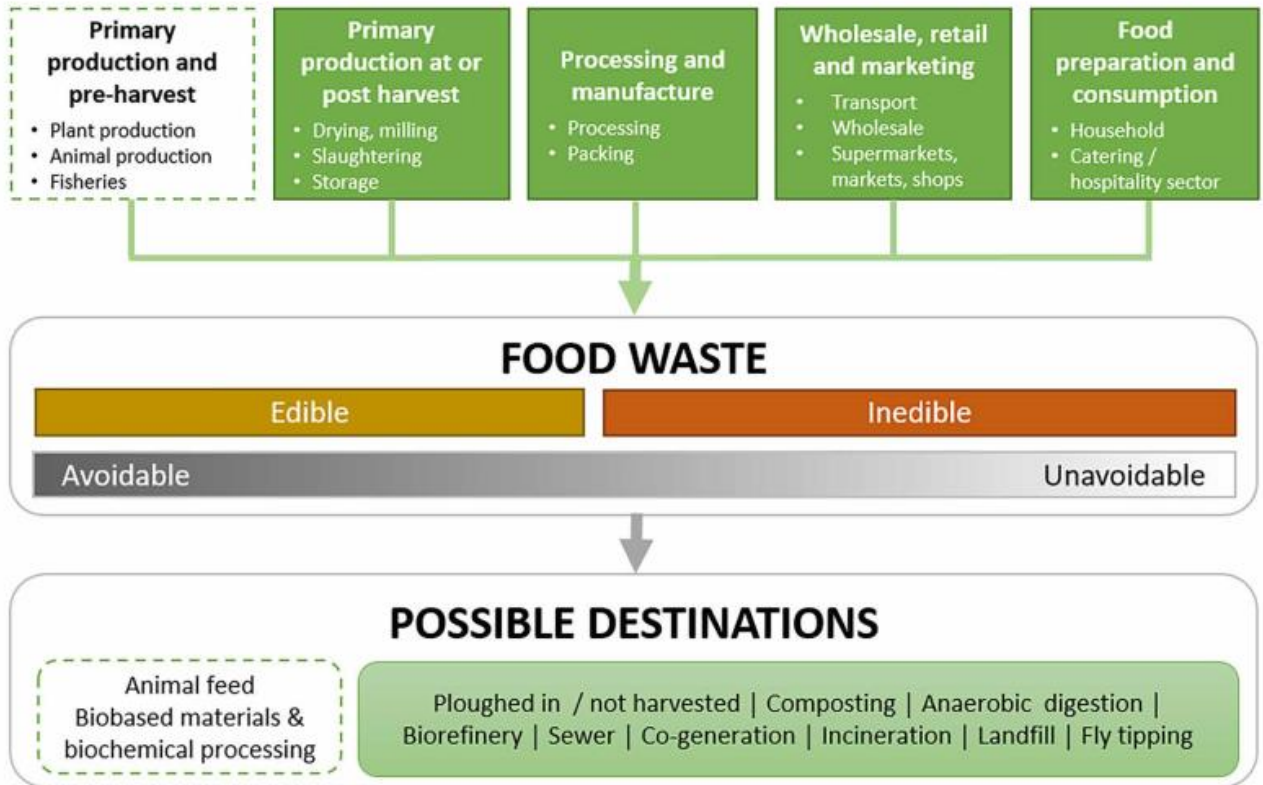 Primary
production and
pre-harvest
• Plant production
• Animal production
• Fisheries
Primary
production at or
post harvest
• Drying, milling
• Slaughtering
• Storage
Processing and
manufacture
• Processing
• Packing
Wholesale, retail
and marketing
• Transport
• Wholesale
• Supermarkets,
markets, shops
Food
preparation and
consumption
• Household
• Catering /
hospitality sector
FOOD WASTE
Edible
Inedible
Avoidable
Unavoidable
POSSIBLE DESTINATIONS
Animal feed
Biobased materials &
biochemical processing
Ploughed in / not harvested | Composting | Anaerobic digestion |
Biorefinery | Sewer | Co-generation | Incineration | Landfill | Fly tipping